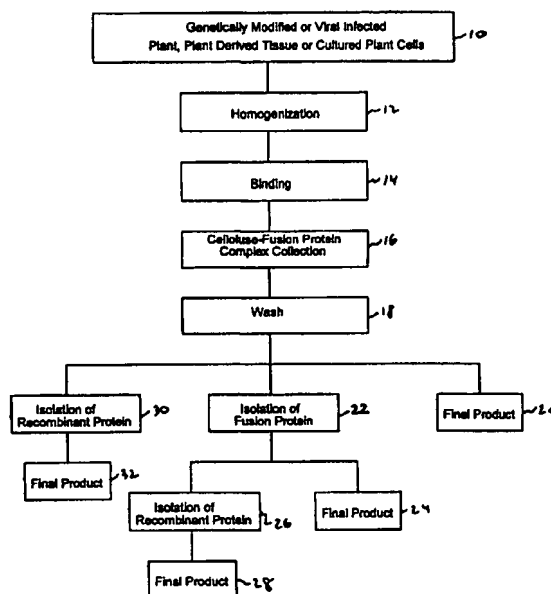 Genetically Modified or Viral Infected
Plant, Plant Derived Tissue or Cultured Plant Cells
10
Homogenization
12
Binding
14
Celloluse-Fusion Protein
Complex Collection
16
Wash
18
Isolation of
Recombinant Protein
30
Isolation of
Fusion Protein
22
Final Product
Final Product
32
Isolation of
Recombinant Protein
26
Final Product
24
Final Product
28